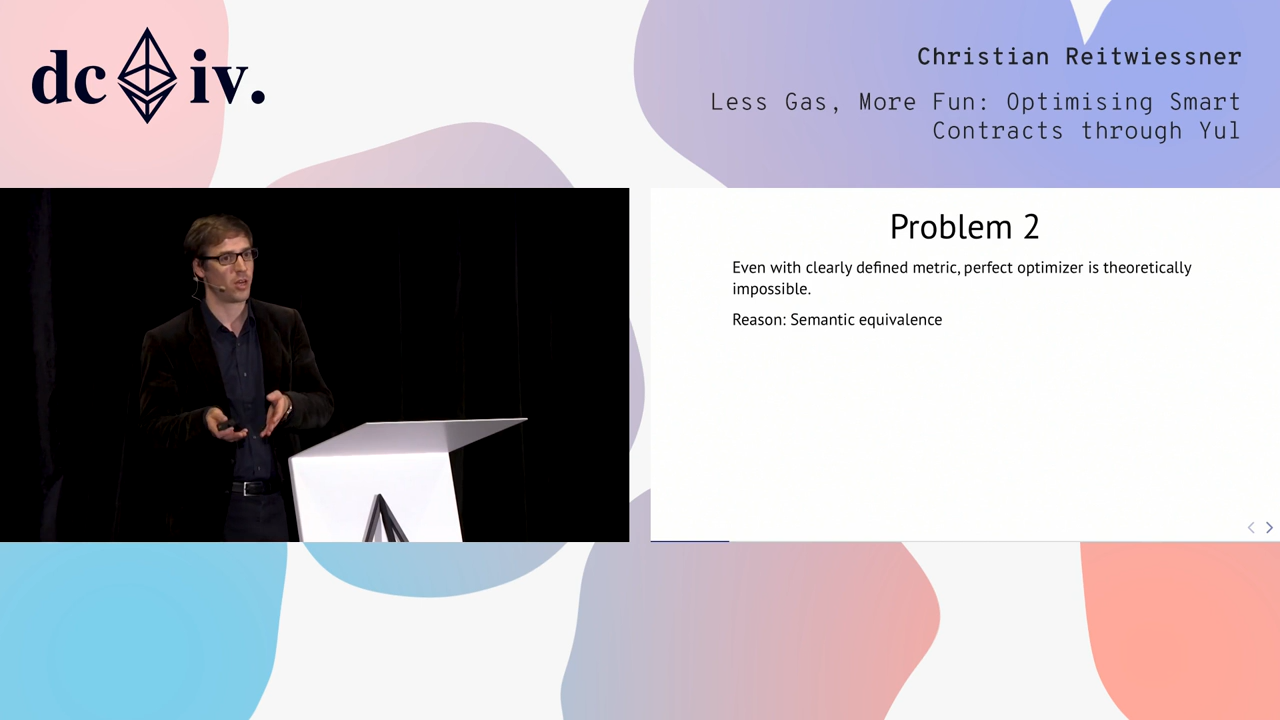 dc iv.
Christian Reitwiessner
Less Gas, More Fun: Optimising Smart
Contracts through Yul
Problem 2
Even with clearly defined metric, perfect optimizer is theoretically
impossible.
Reason: Semantic equivalence